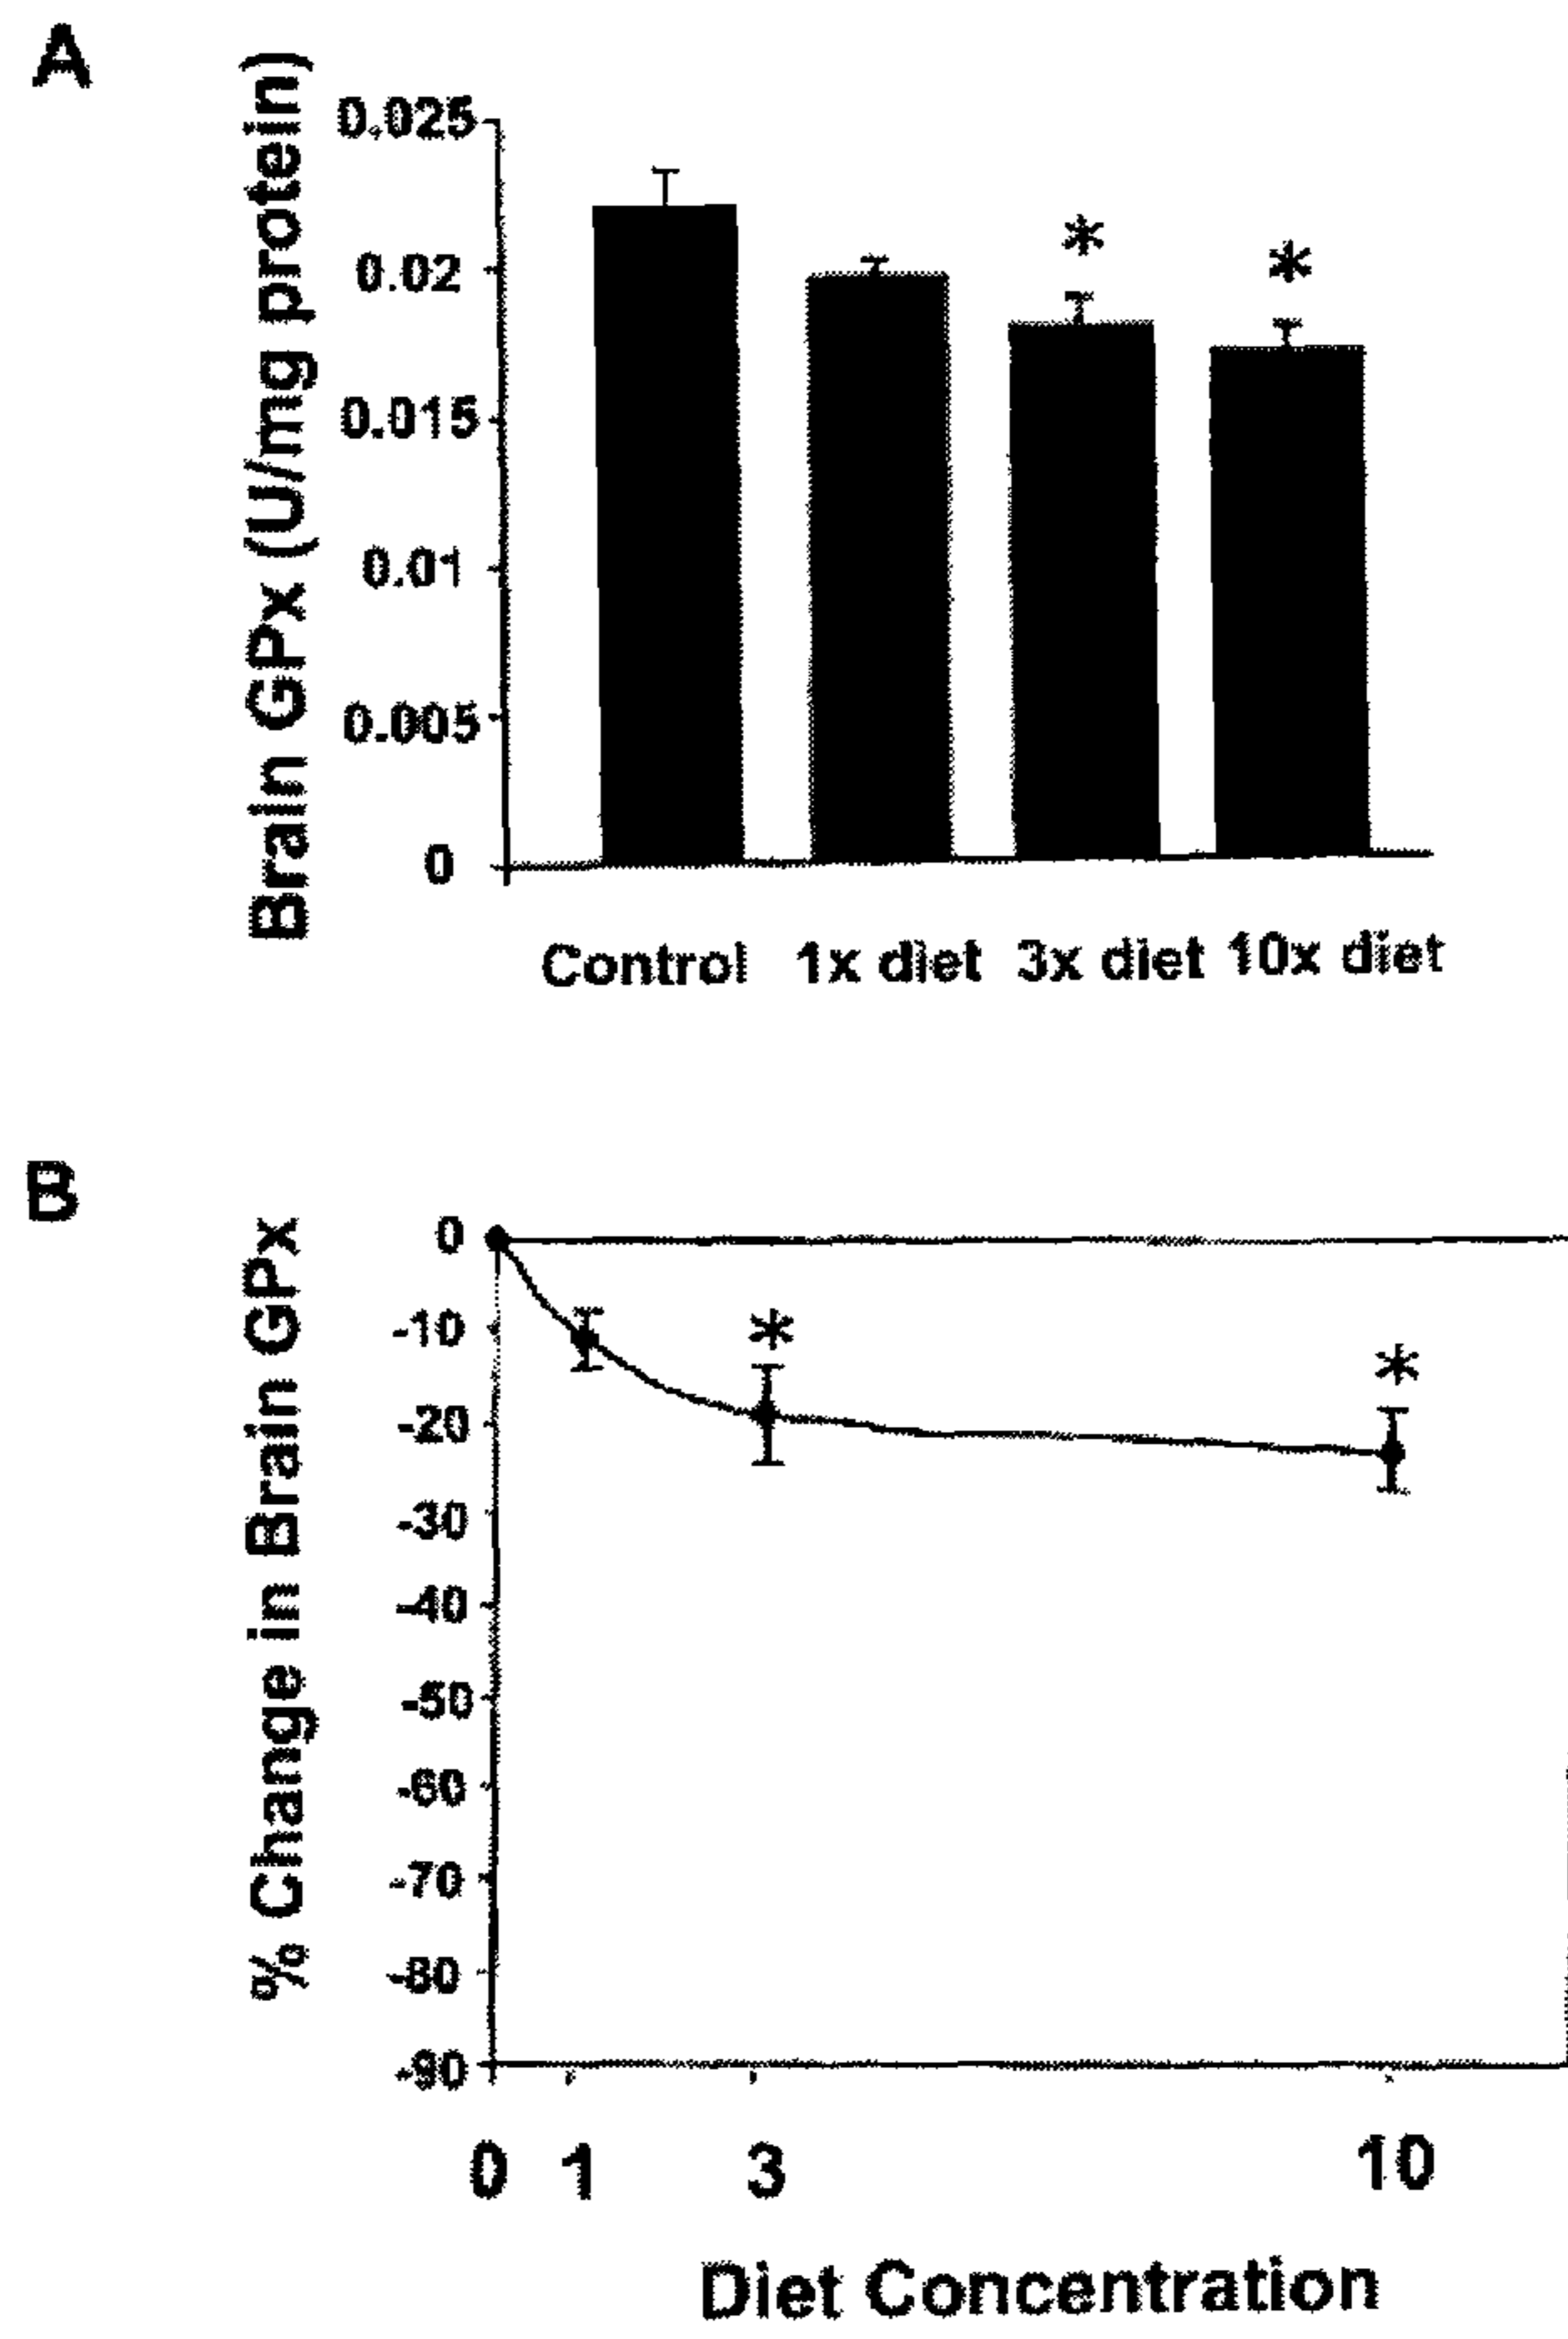 A
Brain GPx (U/mg protein)
0.025
0.02
0.015
0.01
0.005
0
*
*
Control 1x diet 3x diet 10x diet
B
% Change in Brain GPx
0
-10
-20
-30
-40
-50
-60
-70
-80
-90
*
*
0 1 3 10
Diet Concentration